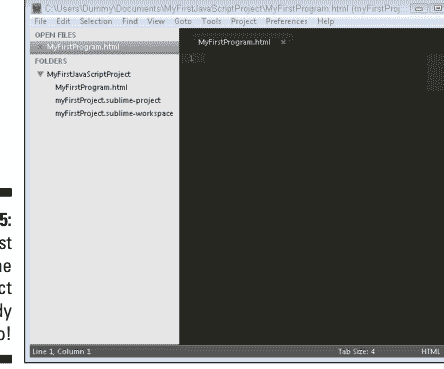 C:\Users\Dummy\Documents\MyFirstJavaScriptProject\MyFirstProgram.html (myFirstProj
File Edit Selection Find View Goto Tools Project Preferences Help
OPEN FILES
MyFirstProgram.html
FOLDERS
MyFirstJavaScriptProject
MyFirstProgram.html
myFirstProject.sublime-project
myFirstProject.sublime-workspace
MyFirstProgram.html ×
1
Line 1, Column 1 Tab Size: 4 HTML
5:
st
ne
ct
dy
o!